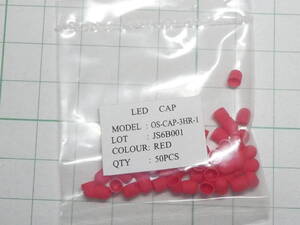 LED CAP
MODEL : OS-CAP-3HR-1
LOT : JS6B001
COLOUR: RED
QTY : 50PCS